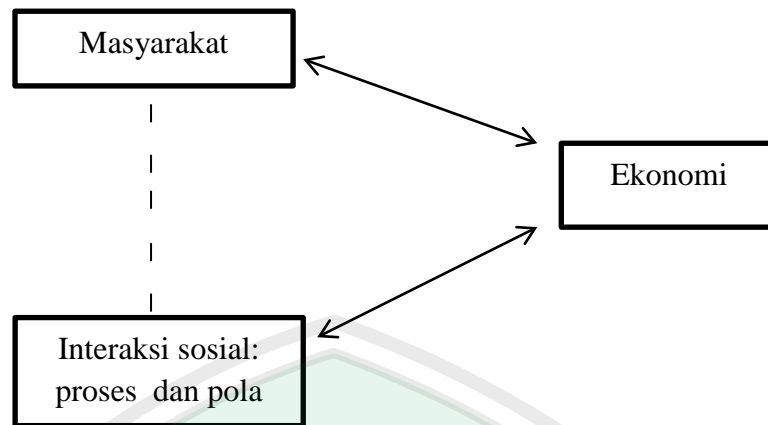 Masyarakat
Ekonomi
Interaksi sosial:
proses  dan pola